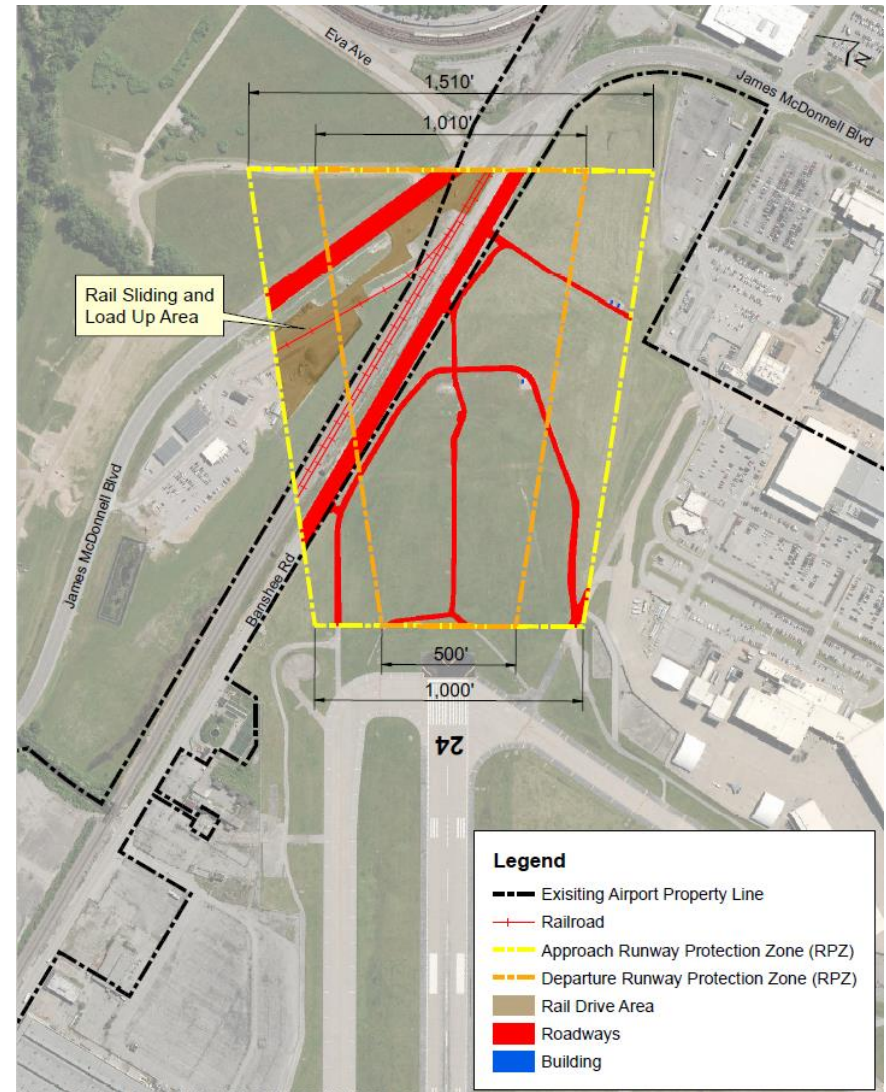 Eva Ave
1,510'
N
James McDonnell Blvd
1,010'
Rail Sliding and
Load Up Area
James McDonnell Blvd
Banshee Rd
500'
1,000'
24
Legend
Exisiting Airport Property Line
Railroad
Approach Runway Protection Zone (RPZ)
Departure Runway Protection Zone (RPZ)
Rail Drive Area
Roadways
Building